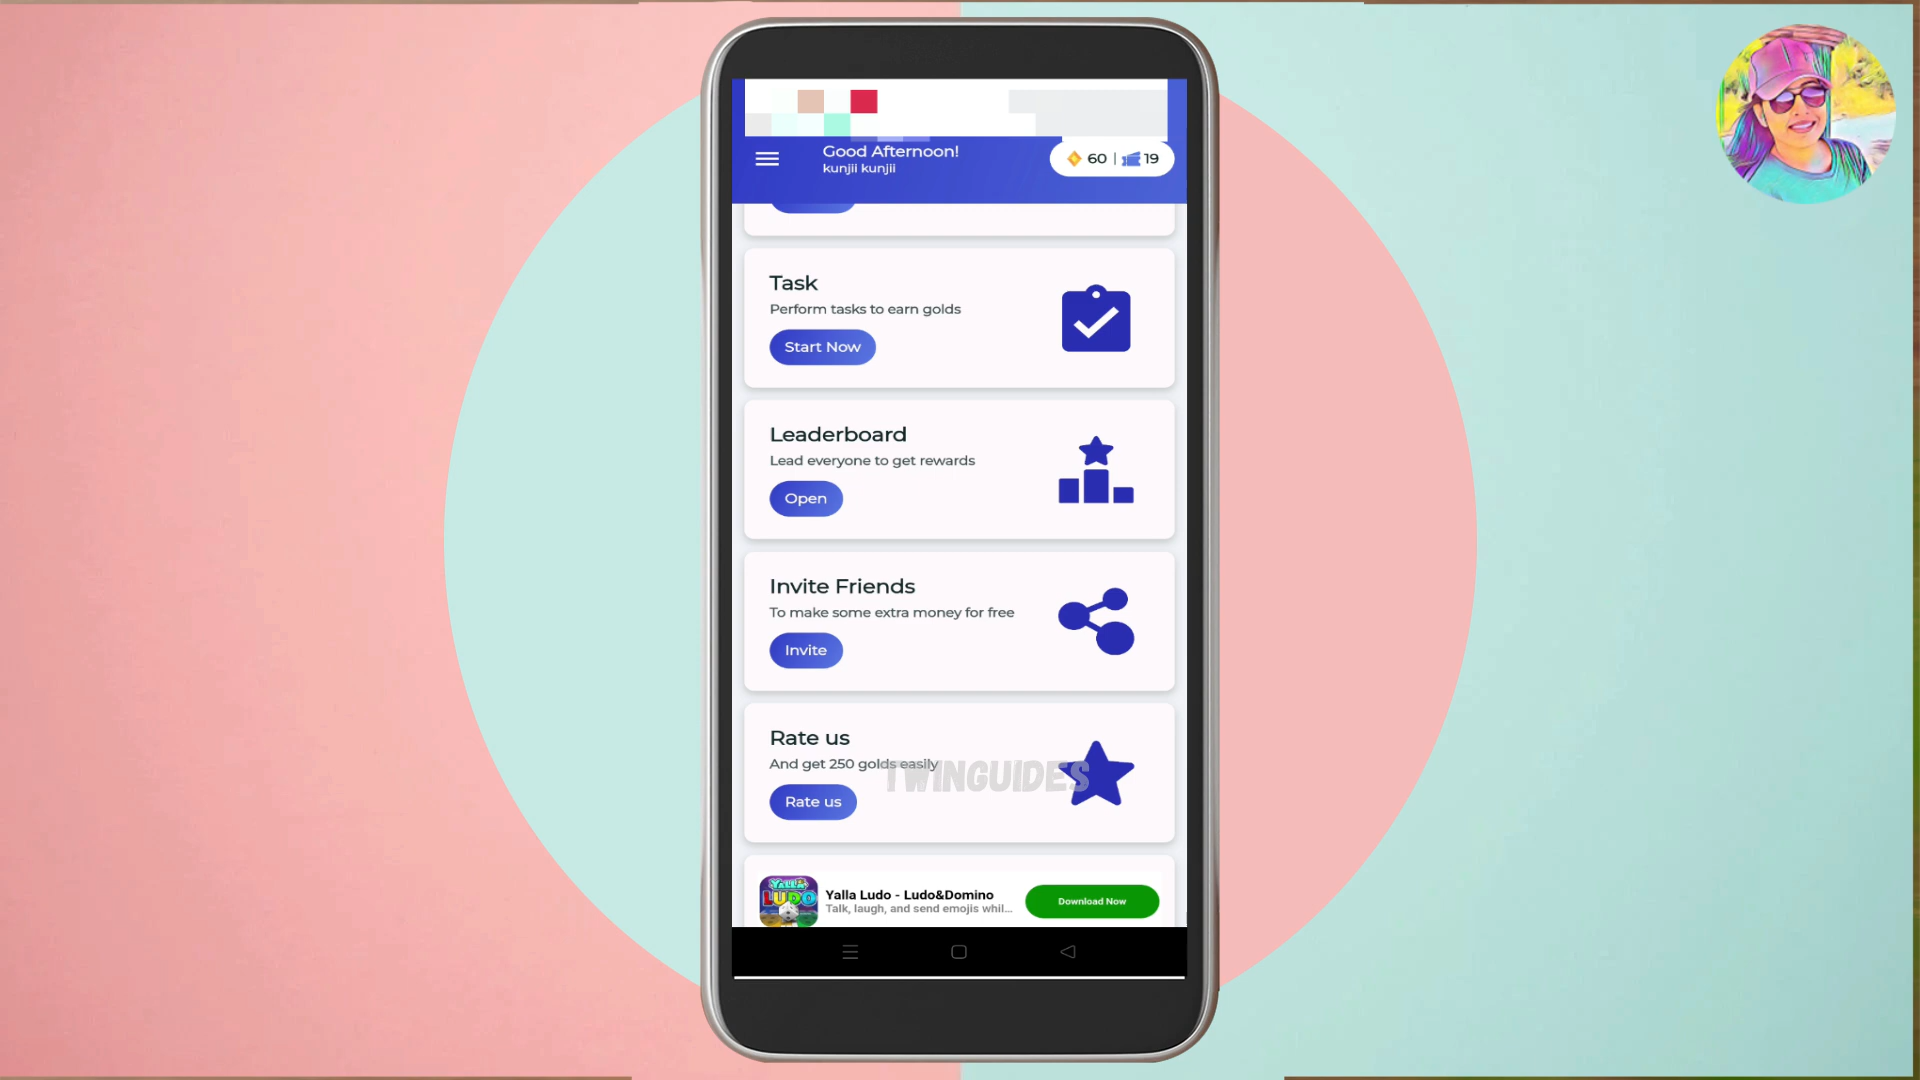 Good Afternoon!
kunjii kunjii
60 | 19
Task
Perform tasks to earn golds
Start Now
Leaderboard
Lead everyone to get rewards
Open
Invite Friends
To make some extra money for free
Invite
Rate us
And get 250 golds easily
TWINGUIDES
Rate us
YALLA LUDO
Yalla Ludo - Ludo&Domino
Talk, laugh, and send emojis whil...
Download Now